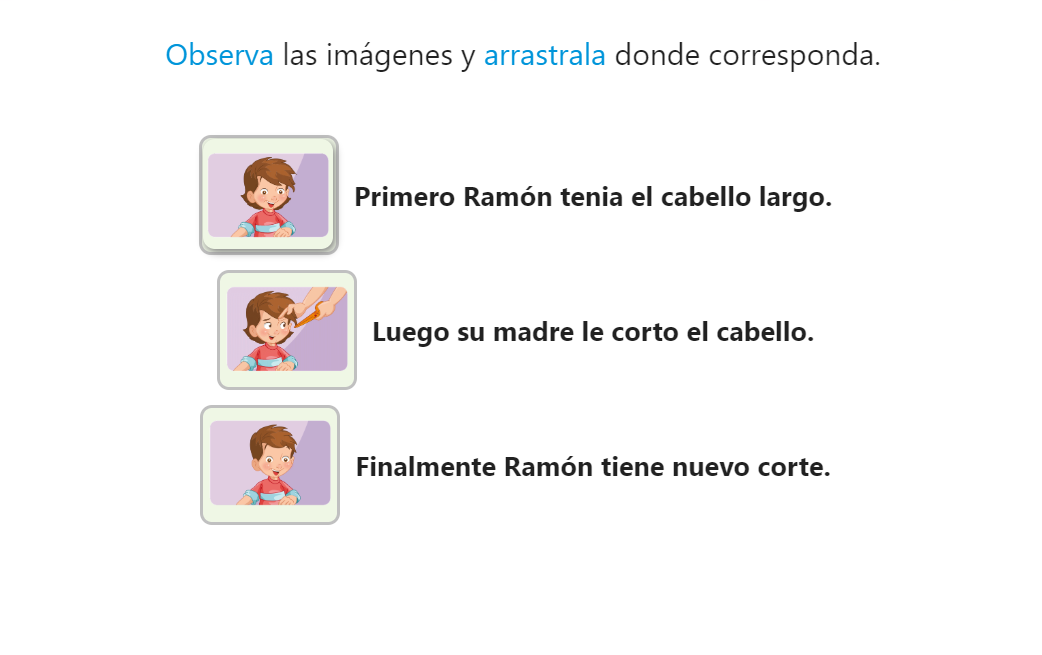 Observa las imágenes y arrastrala donde corresponda.
Primero Ramón tenia el cabello largo.
Luego su madre le corto el cabello.
Finalmente Ramón tiene nuevo corte.